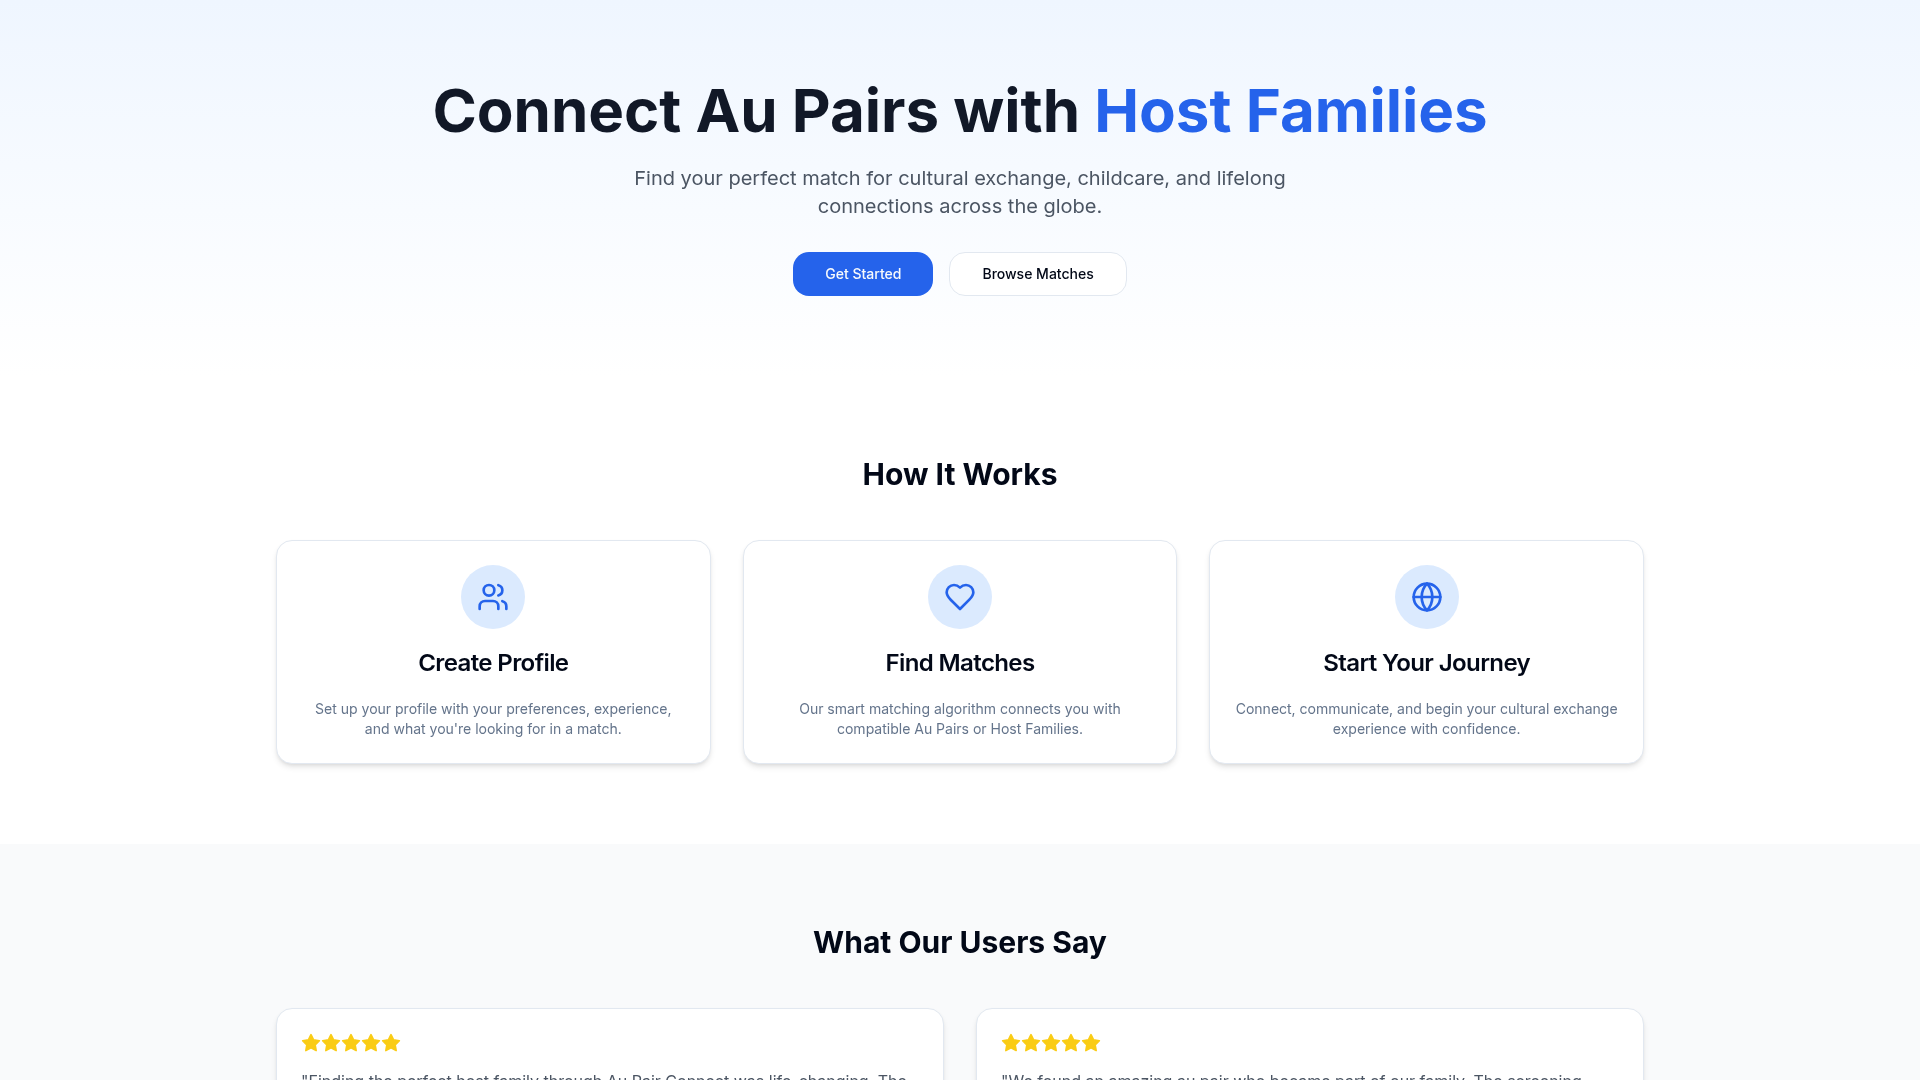 Connect Au Pairs with Host Families
Find your perfect match for cultural exchange, childcare, and lifelong
connections across the globe.
Get Started
Browse Matches
How It Works
Create Profile
Set up your profile with your preferences, experience,
and what you're looking for in a match.
Find Matches
Our smart matching algorithm connects you with
compatible Au Pairs or Host Families.
Start Your Journey
Connect, communicate, and begin your cultural exchange
experience with confidence.
What Our Users Say
"Finding the perfect host family through Au Pair Connect was life-changing. The
"We found an amazing au pair who became part of our family. The screening